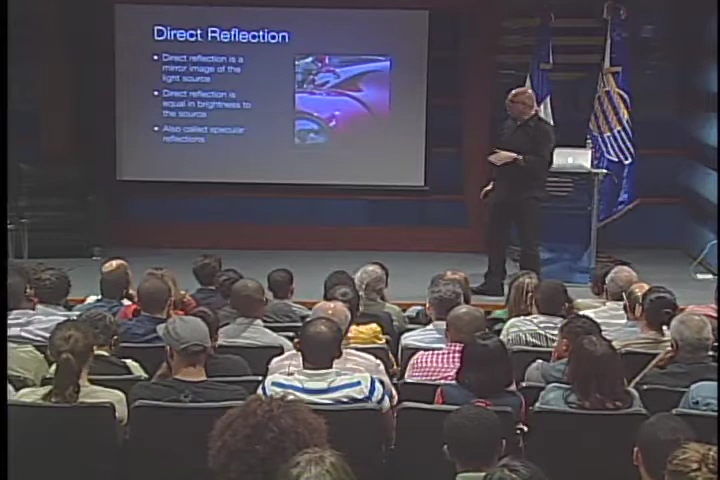 Direct Reflection
Direct reflection is a
mirror image of the
light source
Direct reflection is
equal in brightness to
the source
Also called specular
reflections